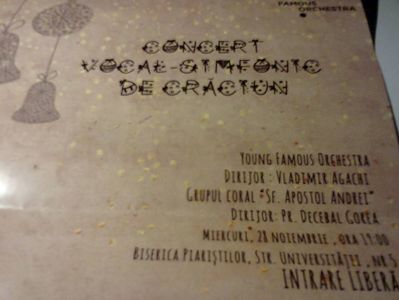 FAMOUS
ORCHESTRA
CONCERT
VOCAL-SIMFONIC
DE CRĂCIUN
YOUNG FAMOUS ORCHESTRA
DIRIJOR : VLADIMIR AGACHI
GRUPUL CORAL "SF. APOSTOL ANDREI"
DIRIJOR: PR. DECEBAL GOREA
MIERCURI, 28 NOIEMBRIE , ORA 19:00
BISERICA PIARIȘTILOR, STR. UNIVERSITĂȚEI , NR 5
INTRARE LIBERĂ